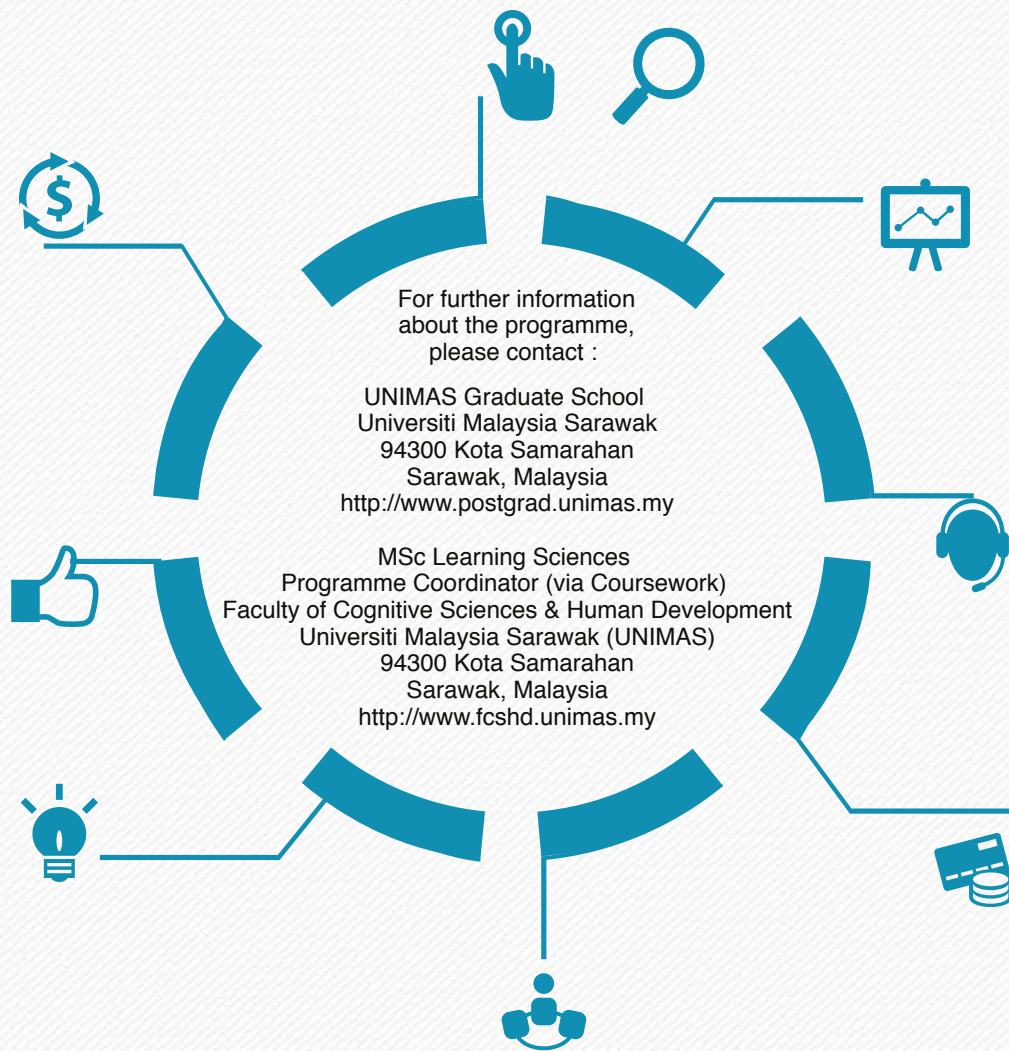 For further information
about the programme,
please contact :
UNIMAS Graduate School
Universiti Malaysia Sarawak
94300 Kota Samarahan
Sarawak, Malaysia
http://www.postgrad.unimas.my
MSc Learning Sciences
Programme Coordinator (via Coursework)
Faculty of Cognitive Sciences & Human Development
Universiti Malaysia Sarawak (UNIMAS)
94300 Kota Samarahan
Sarawak, Malaysia
http://www.fcshd.unimas.my